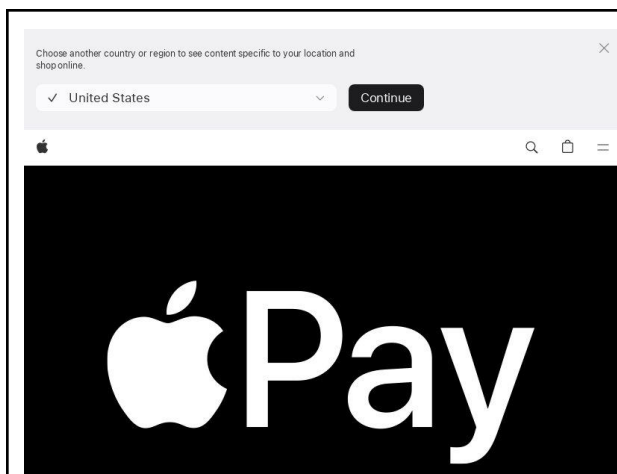 Choose another country or region to see content specific to your location and
shop online.
United States
Continue
Pay